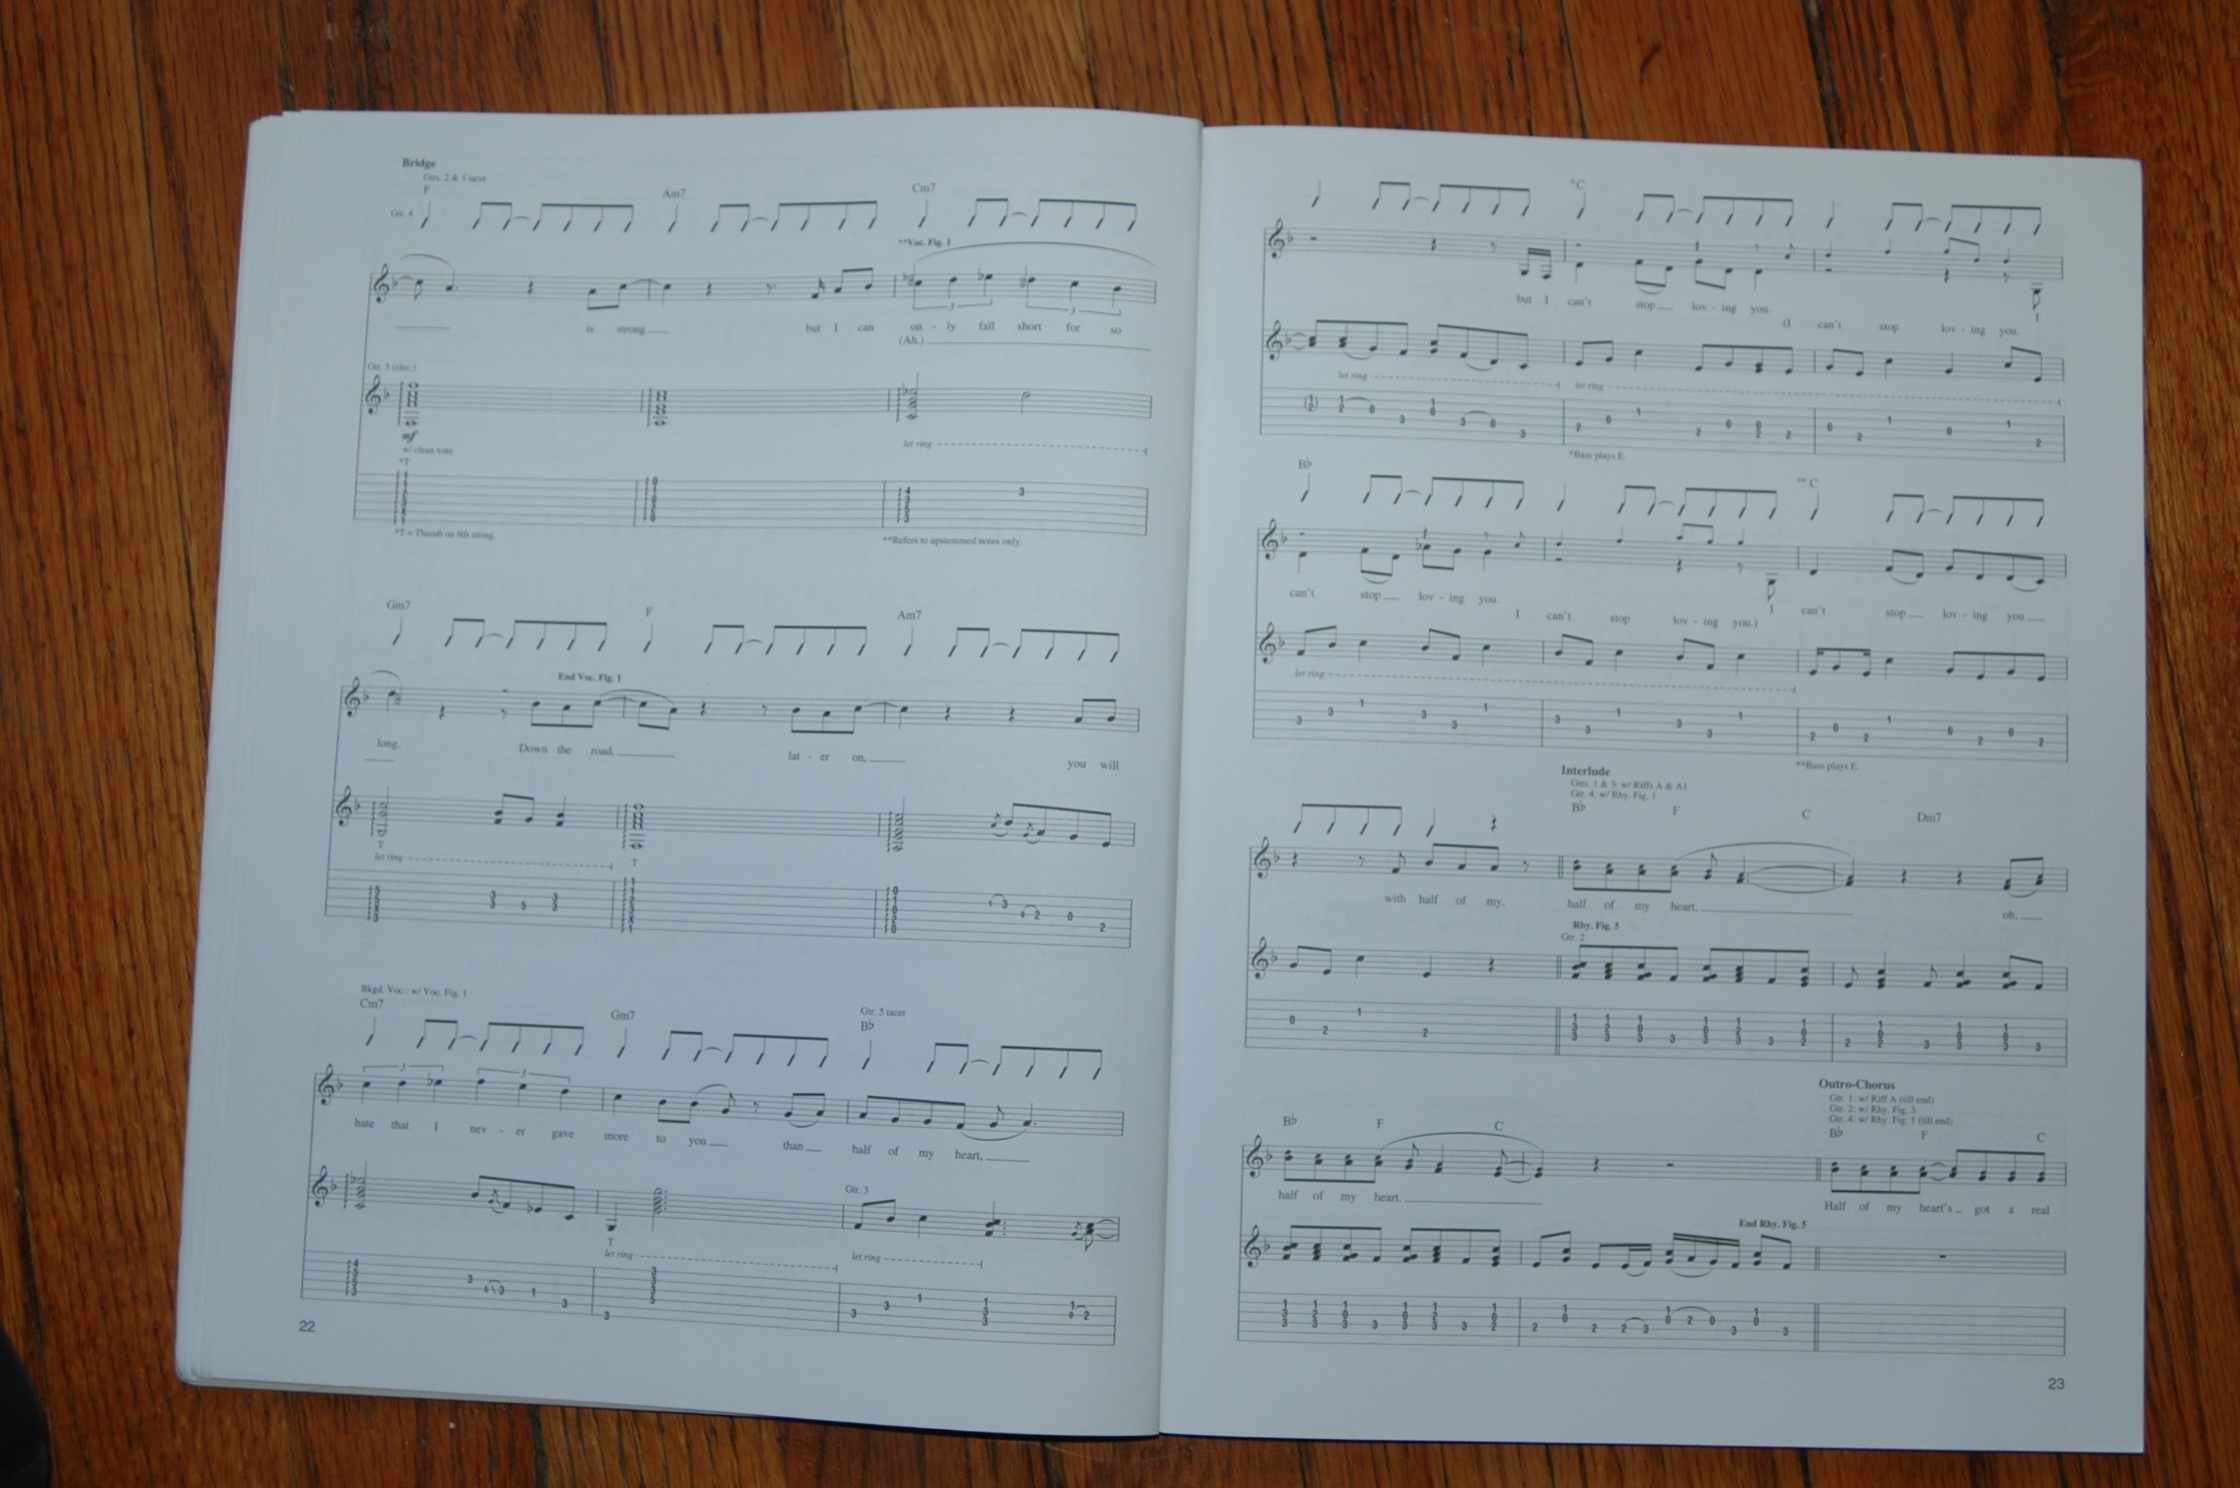 Bridge
Gtrs. 2 & 3 tacet
F Am7 Cm7
Gtr. 4
**Voc. Fig. 1
is strong but I can on - ly fall short for so
(Ah.)
Gtr. 5 (elec.)
let ring
mf
w/ clean tone
*T
*T = Thumb on 6th string.
**Refers to upstemmed notes only.
Gm7 F Am7
End Voc. Fig. 1
long. Down the road, lat - er on, you will
T T
let ring
Bkgd. Voc.: w/ Voc. Fig. 1
Gtr. 5 tacet
Cm7 Gm7 B♭
hate that I nev - er gave more to you than half of my heart,
Gtr. 3
T
let ring let ring
22
*C
but I can't stop lov - ing you. (I can't stop lov - ing you. I
let ring let ring
*Bass plays E.
B♭ **C
can't stop lov - ing you. I can't stop lov - ing you.) I can't stop lov - ing you
let ring
**Bass plays E.
Interlude
Gtrs. 1 & 3: w/ Riffs A & A1
Gtr. 4: w/ Rhy. Fig. 1
B♭ F C Dm7
with half of my, half of my heart, oh,
Rhy. Fig. 5
Gtr. 2
Outro-Chorus
Gtr. 1: w/ Riff A (till end)
Gtr. 2: w/ Rhy. Fig. 3
Gtr. 4: w/ Rhy. Fig. 1 (till end)
B♭ F C B♭ F C
half of my heart. Half of my heart's got a real
End Rhy. Fig. 5
23